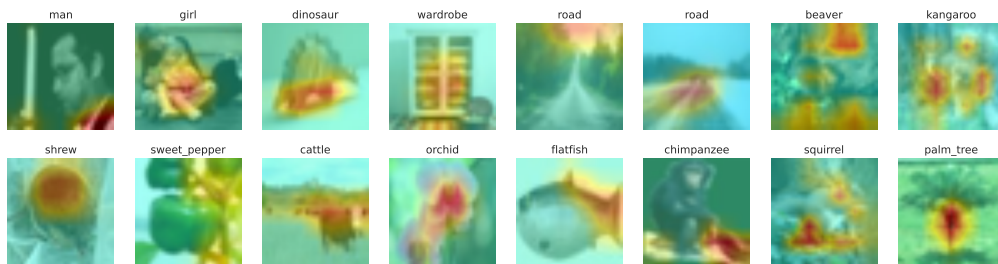 man girl dinosaur wardrobe road road beaver kangaroo
shrew sweet_pepper cattle orchid flatfish chimpanzee squirrel palm_tree